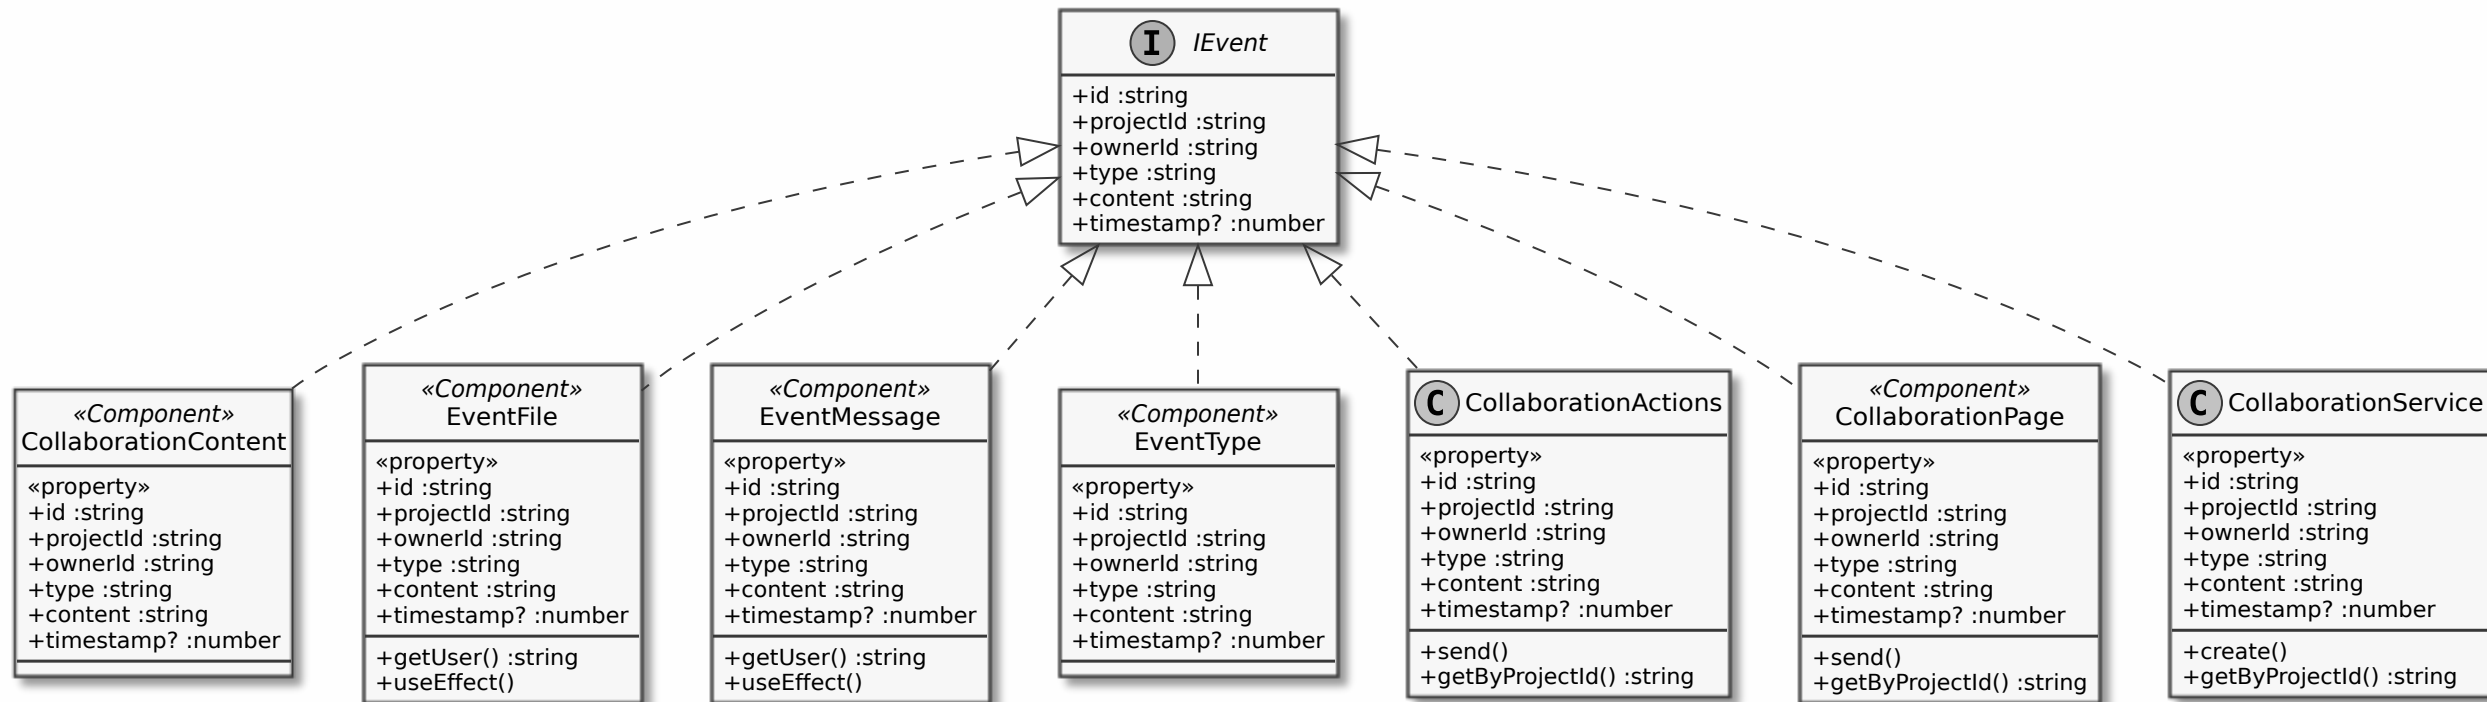 I IEvent
+id :string
+projectId :string
+ownerId :string
+type :string
+content :string
+timestamp? :number
«Component»
CollaborationContent
«property»
+id :string
+projectId :string
+ownerId :string
+type :string
+content :string
+timestamp? :number
«Component»
EventFile
«property»
+id :string
+projectId :string
+ownerId :string
+type :string
+content :string
+timestamp? :number
+getUser() :string
+useEffect()
«Component»
EventMessage
«property»
+id :string
+projectId :string
+ownerId :string
+type :string
+content :string
+timestamp? :number
+getUser() :string
+useEffect()
«Component»
EventType
«property»
+id :string
+projectId :string
+ownerId :string
+type :string
+content :string
+timestamp? :number
C CollaborationActions
«property»
+id :string
+projectId :string
+ownerId :string
+type :string
+content :string
+timestamp? :number
+send()
+getByProjectId() :string
«Component»
CollaborationPage
«property»
+id :string
+projectId :string
+ownerId :string
+type :string
+content :string
+timestamp? :number
+send()
+getByProjectId() :string
C CollaborationService
«property»
+id :string
+projectId :string
+ownerId :string
+type :string
+content :string
+timestamp? :number
+create()
+getByProjectId() :string